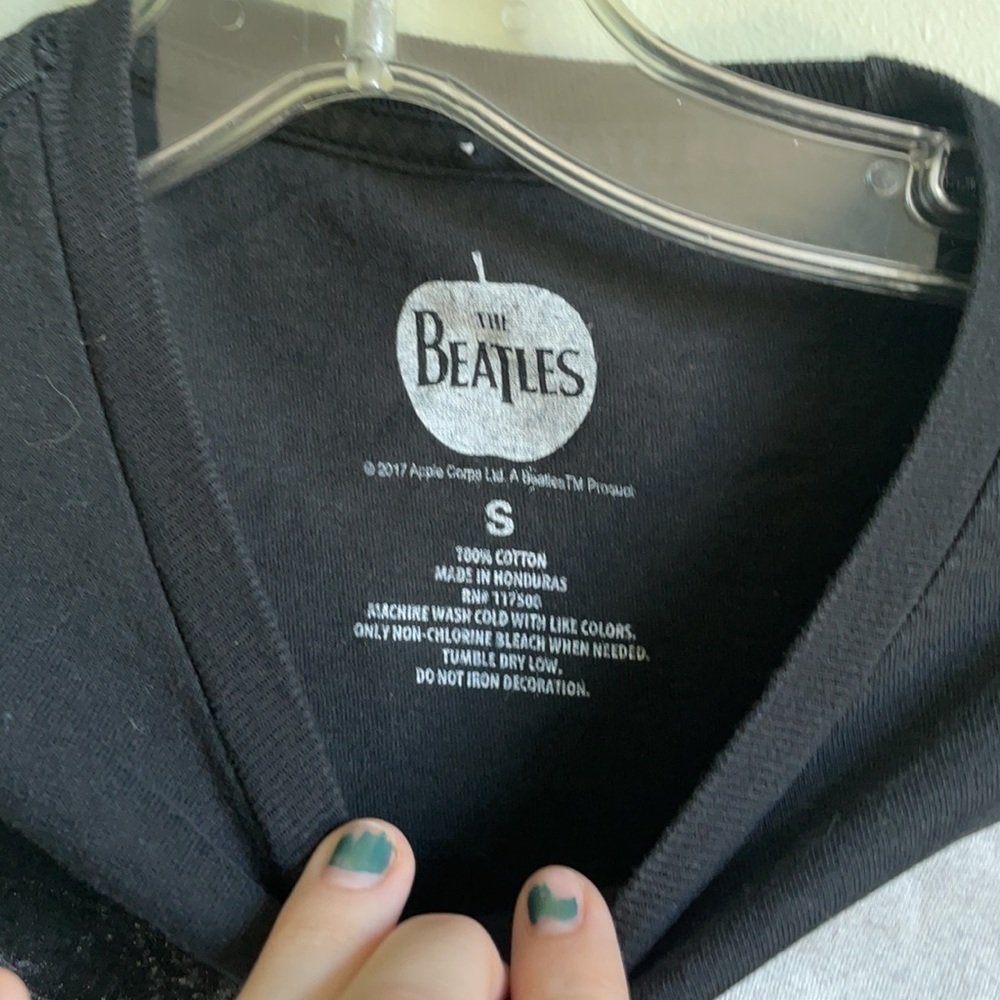 THE
BEATLES
© 2017 Apple Corps Ltd. A Beatles™ Product
S
100% COTTON
MADE IN HONDURAS
RN# 117500
MACHINE WASH COLD WITH LIKE COLORS.
ONLY NON-CHLORINE BLEACH WHEN NEEDED.
TUMBLE DRY LOW.
DO NOT IRON DECORATION.